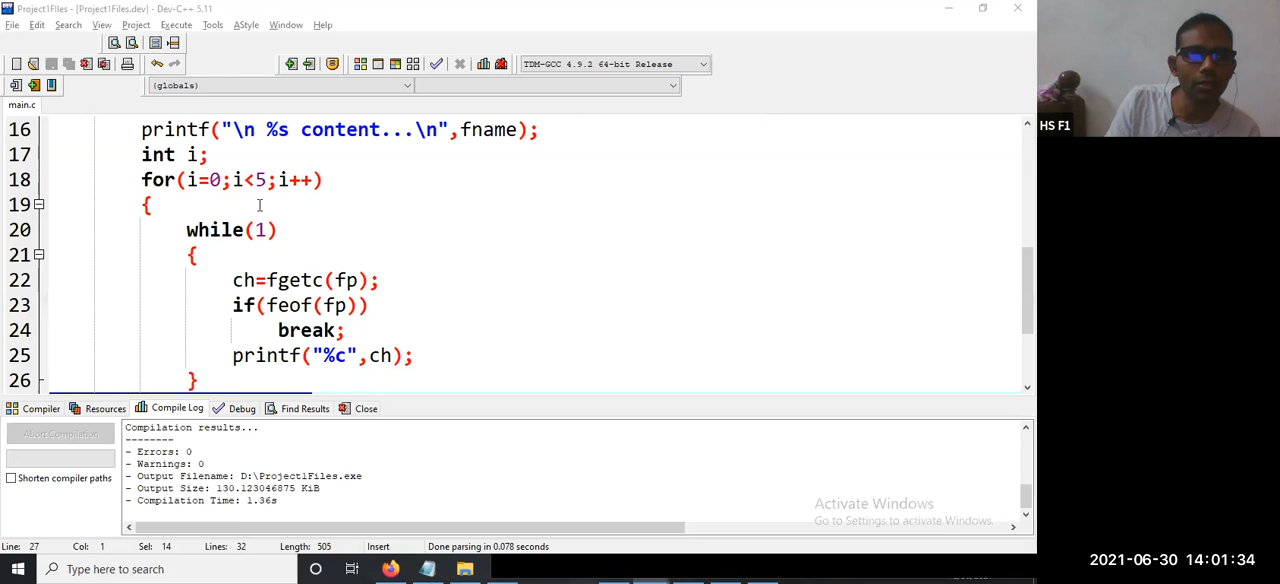 Project1FIles - [Project1Files.dev] - Dev-C++ 5.11
File Edit Search View Project Execute Tools AStyle Window Help
TDM-GCC 4.9.2 64-bit Release
(globals)
main.c
16 printf("\n %s content...\n",fname);
17 int i;
18 for(i=0;i<5;i++)
19 {
20 while(1)
21 {
22 ch=fgetc(fp);
23 if(feof(fp))
24 break;
25 printf("%c",ch);
26 }
Compiler Resources Compile Log Debug Find Results Close
Abort Compilation
Shorten compiler paths
Compilation results...
--------
- Errors: 0
- Warnings: 0
- Output Filename: D:\Project1Files.exe
- Output Size: 130.123046875 KiB
- Compilation Time: 1.36s
Activate Windows
Go to Settings to activate Windows.
Line: 27 Col: 1 Sel: 14 Lines: 32 Length: 505 Insert Done parsing in 0.078 seconds
Type here to search
HS F1
2021-06-30 14:01:34